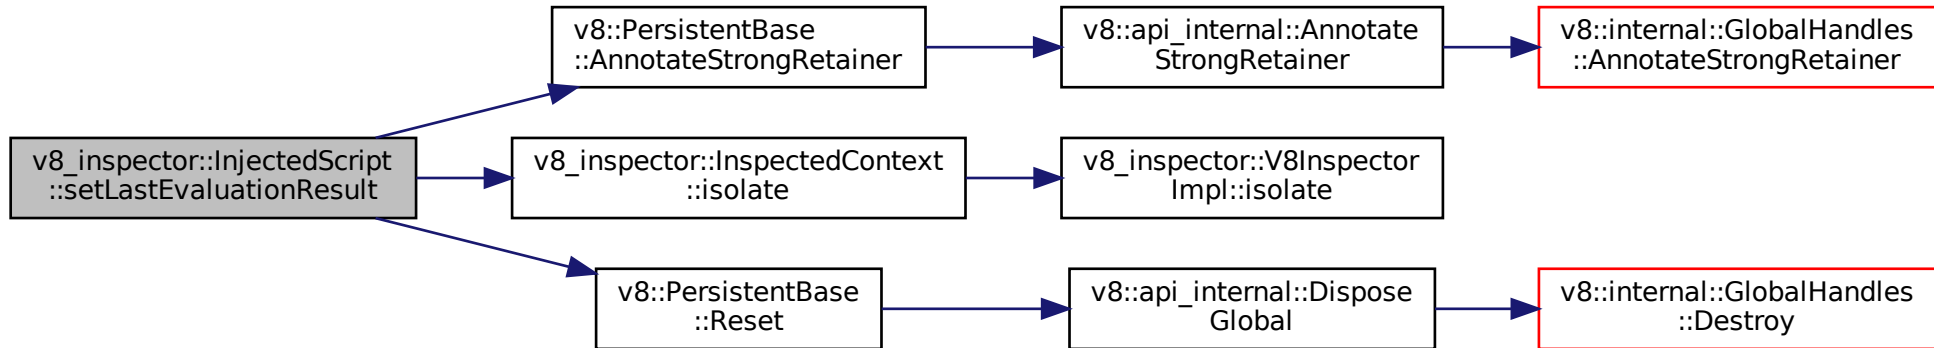 v8::PersistentBase
::AnnotateStrongRetainer
v8::api_internal::Annotate
StrongRetainer
v8::internal::GlobalHandles
::AnnotateStrongRetainer
v8_inspector::InjectedScript
::setLastEvaluationResult
v8_inspector::InspectedContext
::isolate
v8_inspector::V8Inspector
Impl::isolate
v8::PersistentBase
::Reset
v8::api_internal::Dispose
Global
v8::internal::GlobalHandles
::Destroy